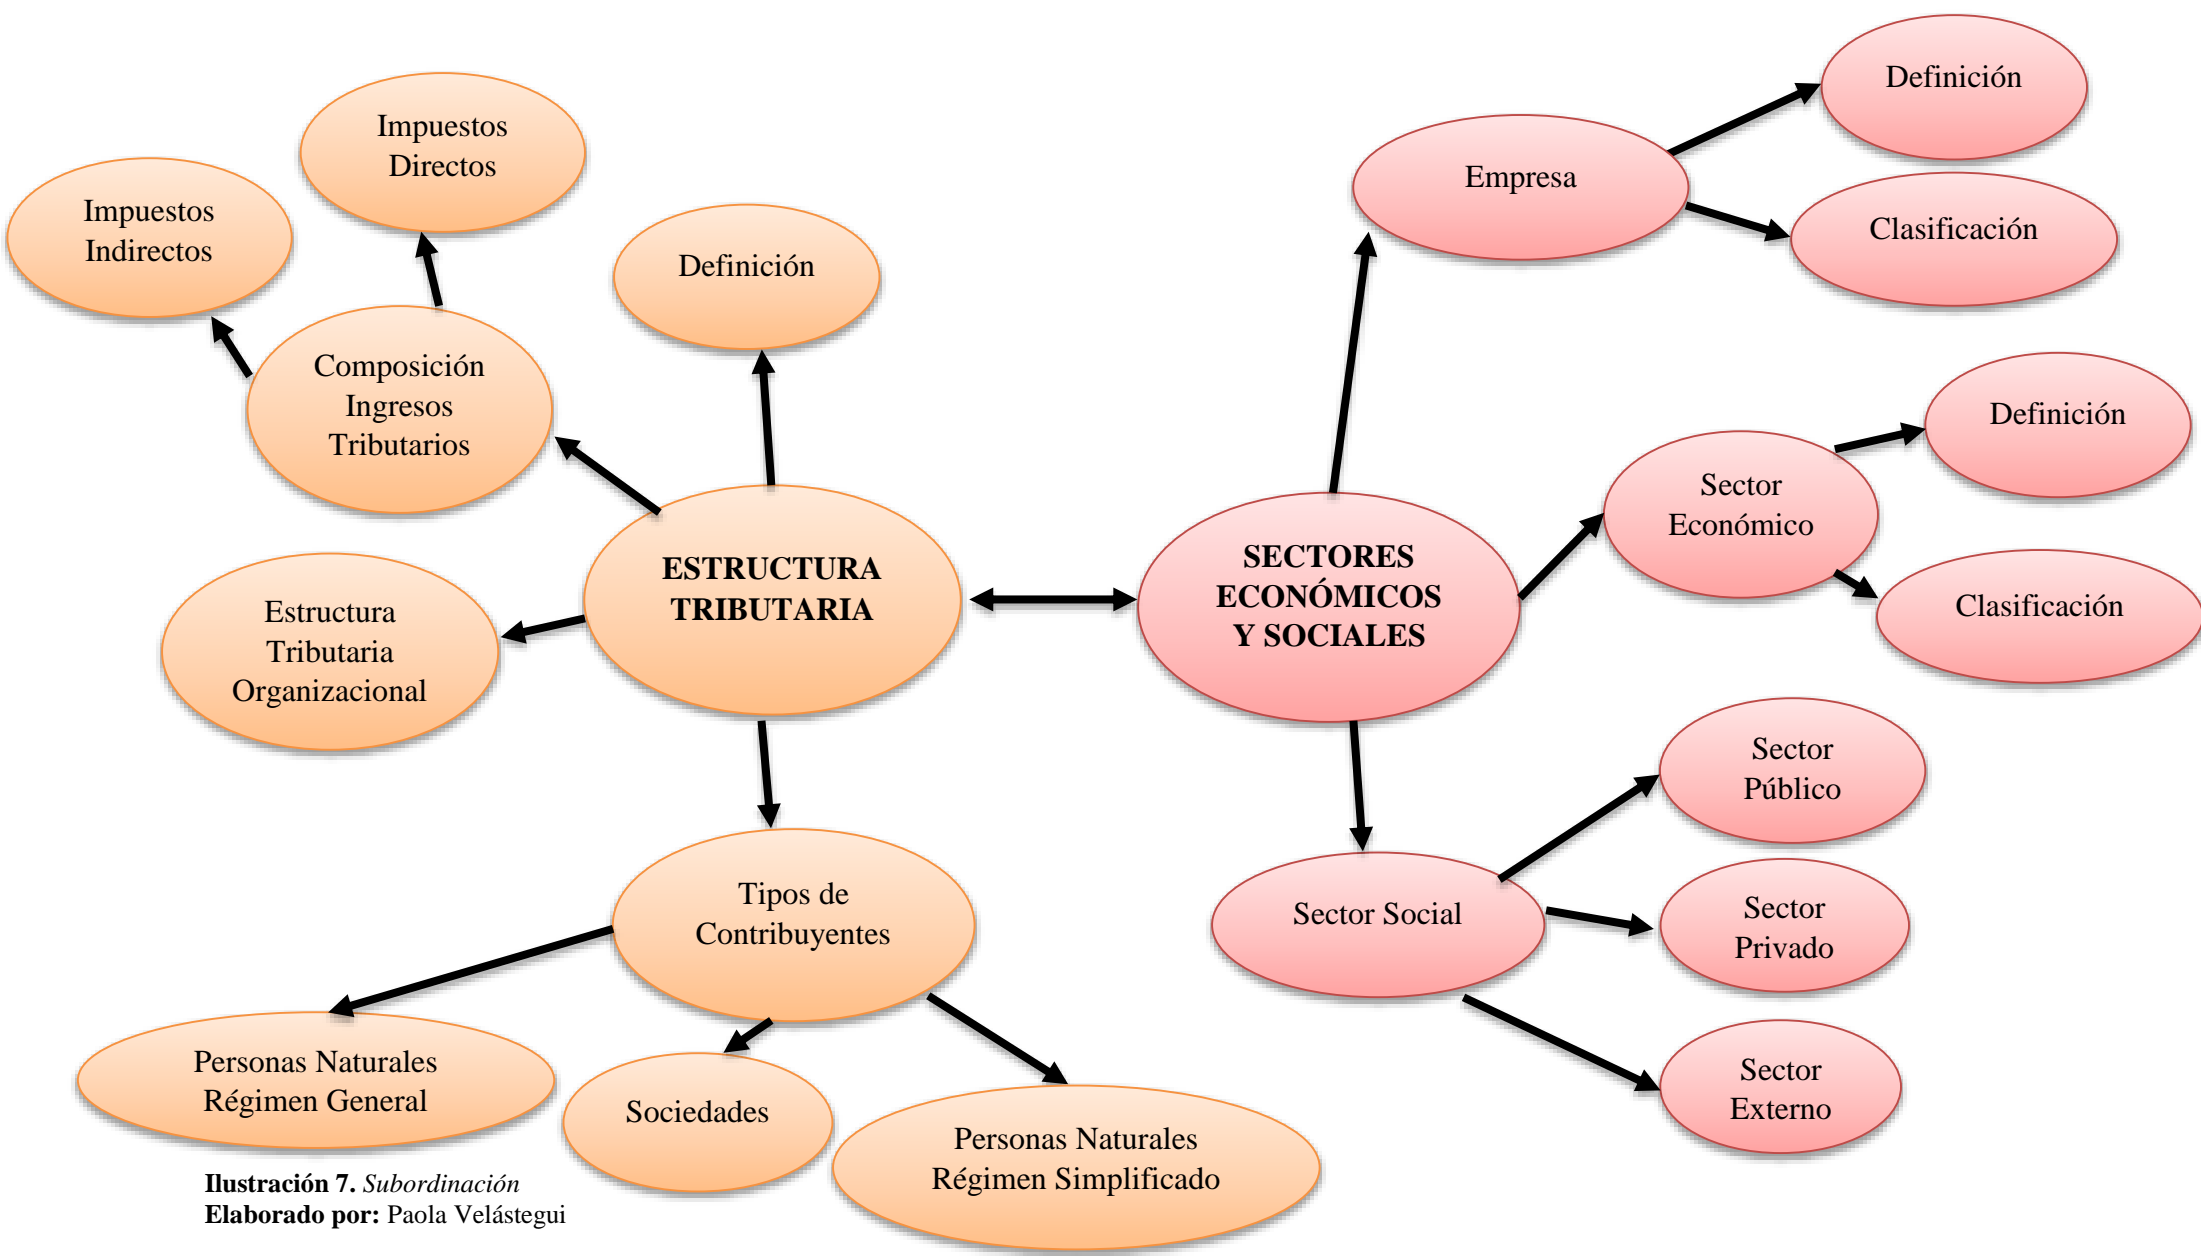 Impuestos
Directos
Impuestos
Indirectos
Definición
Composición
Ingresos
Tributarios
ESTRUCTURA
TRIBUTARIA
Estructura
Tributaria
Organizacional
Tipos de
Contribuyentes
Personas Naturales
Régimen General
Sociedades
Personas Naturales
Régimen Simplificado
Definición
Empresa
Clasificación
Definición
Sector
Económico
SECTORES
ECONÓMICOS
Y SOCIALES
Clasificación
Sector
Público
Sector Social
Sector
Privado
Sector
Externo
Ilustración 7. Subordinación
Elaborado por: Paola Velástegui